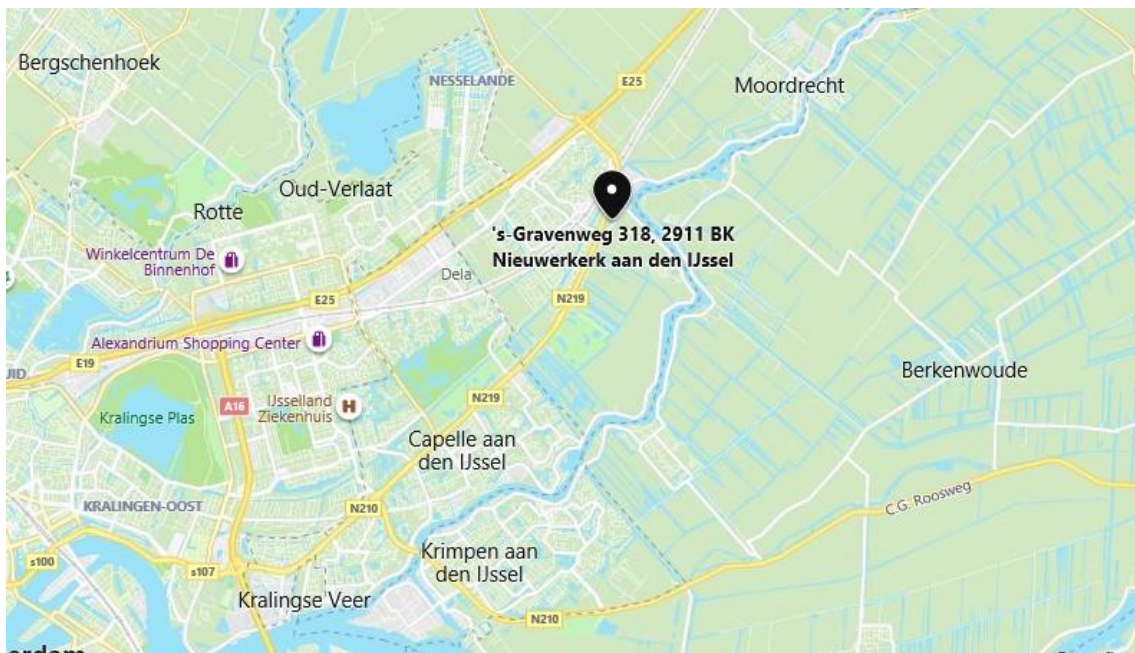 Bergschenhoek
NESSELANDE
E25
Moordrecht
Oud-Verlaat
Rotte
's-Gravenweg 318, 2911 BK
Nieuwerkerk aan den IJssel
Winkelcentrum De
Binnenhof
Dela
E25
N219
Alexandrium Shopping Center
E19
UID
Berkenwoude
A16
IJsselland
Ziekenhuis
H
N219
Kralingse Plas
Capelle aan
den IJssel
KRALINGEN-OOST
N210
C.G. Roosweg
Krimpen aan
den IJssel
s100
s107
Kralingse Veer
N210
erdam